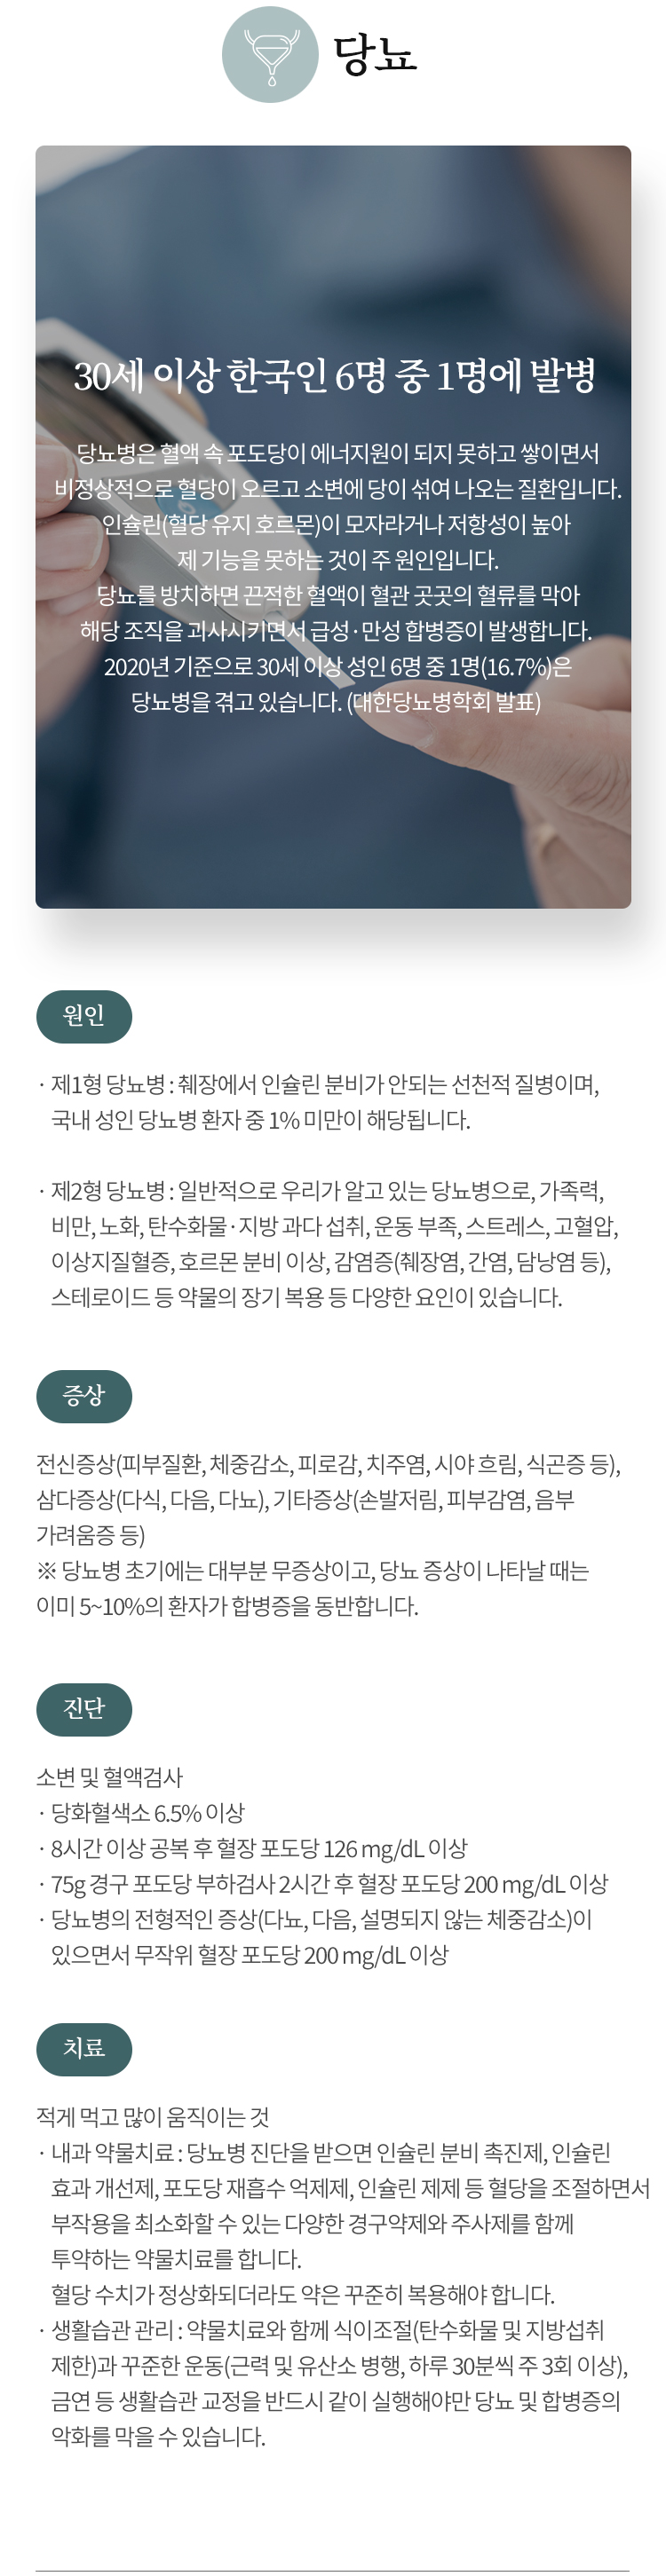 당뇨
30세 이상 한국인 6명 중 1명에 발병
당뇨병은 혈액 속 포도당이 에너지원이 되지 못하고 쌓이면서
비정상적으로 혈당이 오르고 소변에 당이 섞여 나오는 질환입니다.
인슐린(혈당 유지 호르몬)이 모자라거나 저항성이 높아
제 기능을 못하는 것이 주 원인입니다.
당뇨를 방치하면 끈적한 혈액이 혈관 곳곳의 혈류를 막아
해당 조직을 괴사시키면서 급성·만성 합병증이 발생합니다.
2020년 기준으로 30세 이상 성인 6명 중 1명(16.7%)은
당뇨병을 겪고 있습니다. (대한당뇨병학회 발표)
원인
· 제1형 당뇨병 : 췌장에서 인슐린 분비가 안되는 선천적 질병이며,
국내 성인 당뇨병 환자 중 1% 미만이 해당됩니다.
· 제2형 당뇨병 : 일반적으로 우리가 알고 있는 당뇨병으로, 가족력,
비만, 노화, 탄수화물·지방 과다 섭취, 운동 부족, 스트레스, 고혈압,
이상지질혈증, 호르몬 분비 이상, 감염증(췌장염, 간염, 담낭염 등),
스테로이드 등 약물의 장기 복용 등 다양한 요인이 있습니다.
증상
전신증상(피부질환, 체중감소, 피로감, 치주염, 시야 흐림, 식곤증 등),
삼다증상(다식, 다음, 다뇨), 기타증상(손발저림, 피부감염, 음부
가려움증 등)
※ 당뇨병 초기에는 대부분 무증상이고, 당뇨 증상이 나타날 때는
이미 5~10%의 환자가 합병증을 동반합니다.
진단
소변 및 혈액검사
· 당화혈색소 6.5% 이상
· 8시간 이상 공복 후 혈장 포도당 126 mg/dL 이상
· 75g 경구 포도당 부하검사 2시간 후 혈장 포도당 200 mg/dL 이상
· 당뇨병의 전형적인 증상(다뇨, 다음, 설명되지 않는 체중감소)이
있으면서 무작위 혈장 포도당 200 mg/dL 이상
치료
적게 먹고 많이 움직이는 것
· 내과 약물치료 : 당뇨병 진단을 받으면 인슐린 분비 촉진제, 인슐린
효과 개선제, 포도당 재흡수 억제제, 인슐린 제제 등 혈당을 조절하면서
부작용을 최소화할 수 있는 다양한 경구약제와 주사제를 함께
투약하는 약물치료를 합니다.
혈당 수치가 정상화되더라도 약은 꾸준히 복용해야 합니다.
· 생활습관 관리 : 약물치료와 함께 식이조절(탄수화물 및 지방섭취
제한)과 꾸준한 운동(근력 및 유산소 병행, 하루 30분씩 주 3회 이상),
금연 등 생활습관 교정을 반드시 같이 실행해야만 당뇨 및 합병증의
악화를 막을 수 있습니다.